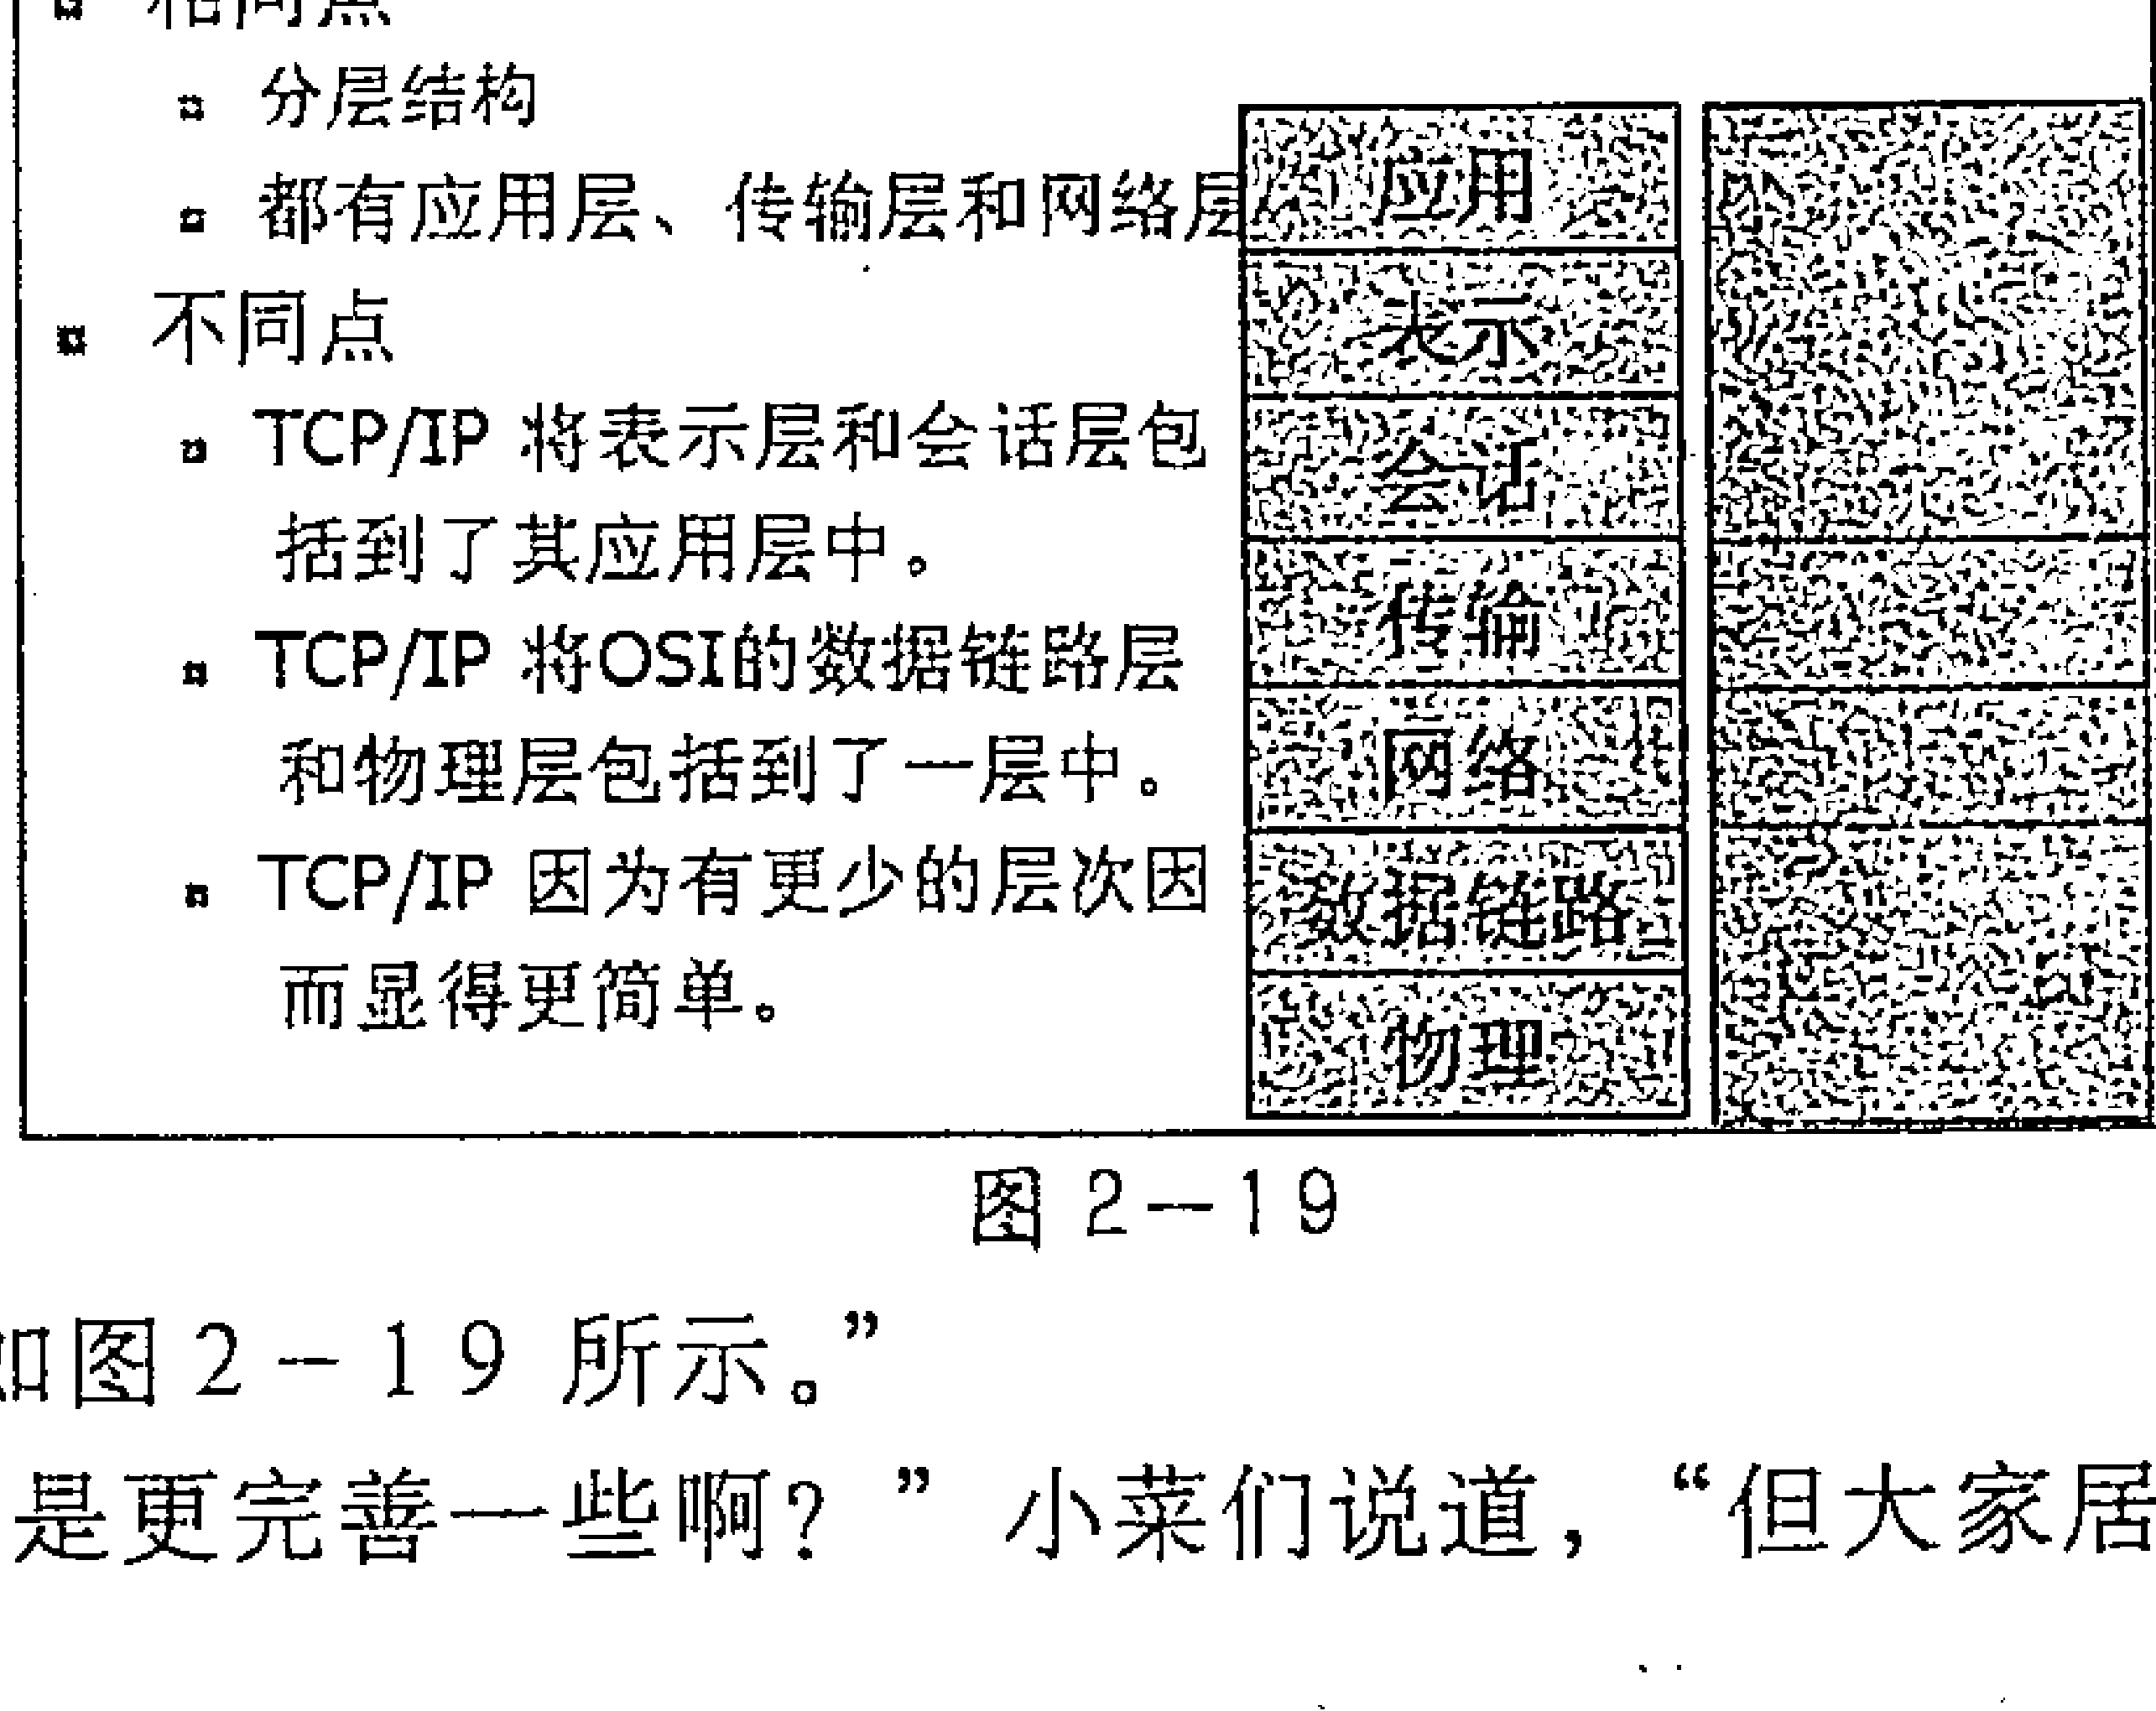 相同点
分层结构
都有应用层、传输层和网络层
不同点
TCP/IP 将表示层和会话层包
括到了其应用层中。
TCP/IP 将OSI的数据链路层
和物理层包括到了一层中。
TCP/IP 因为有更少的层次因
而显得更简单。
应用
表示
会话
传输
网络
数据链路
物理
图 2-19
如图2-19 所示。”
是更完善一些啊？”小菜们说道，“但大家居